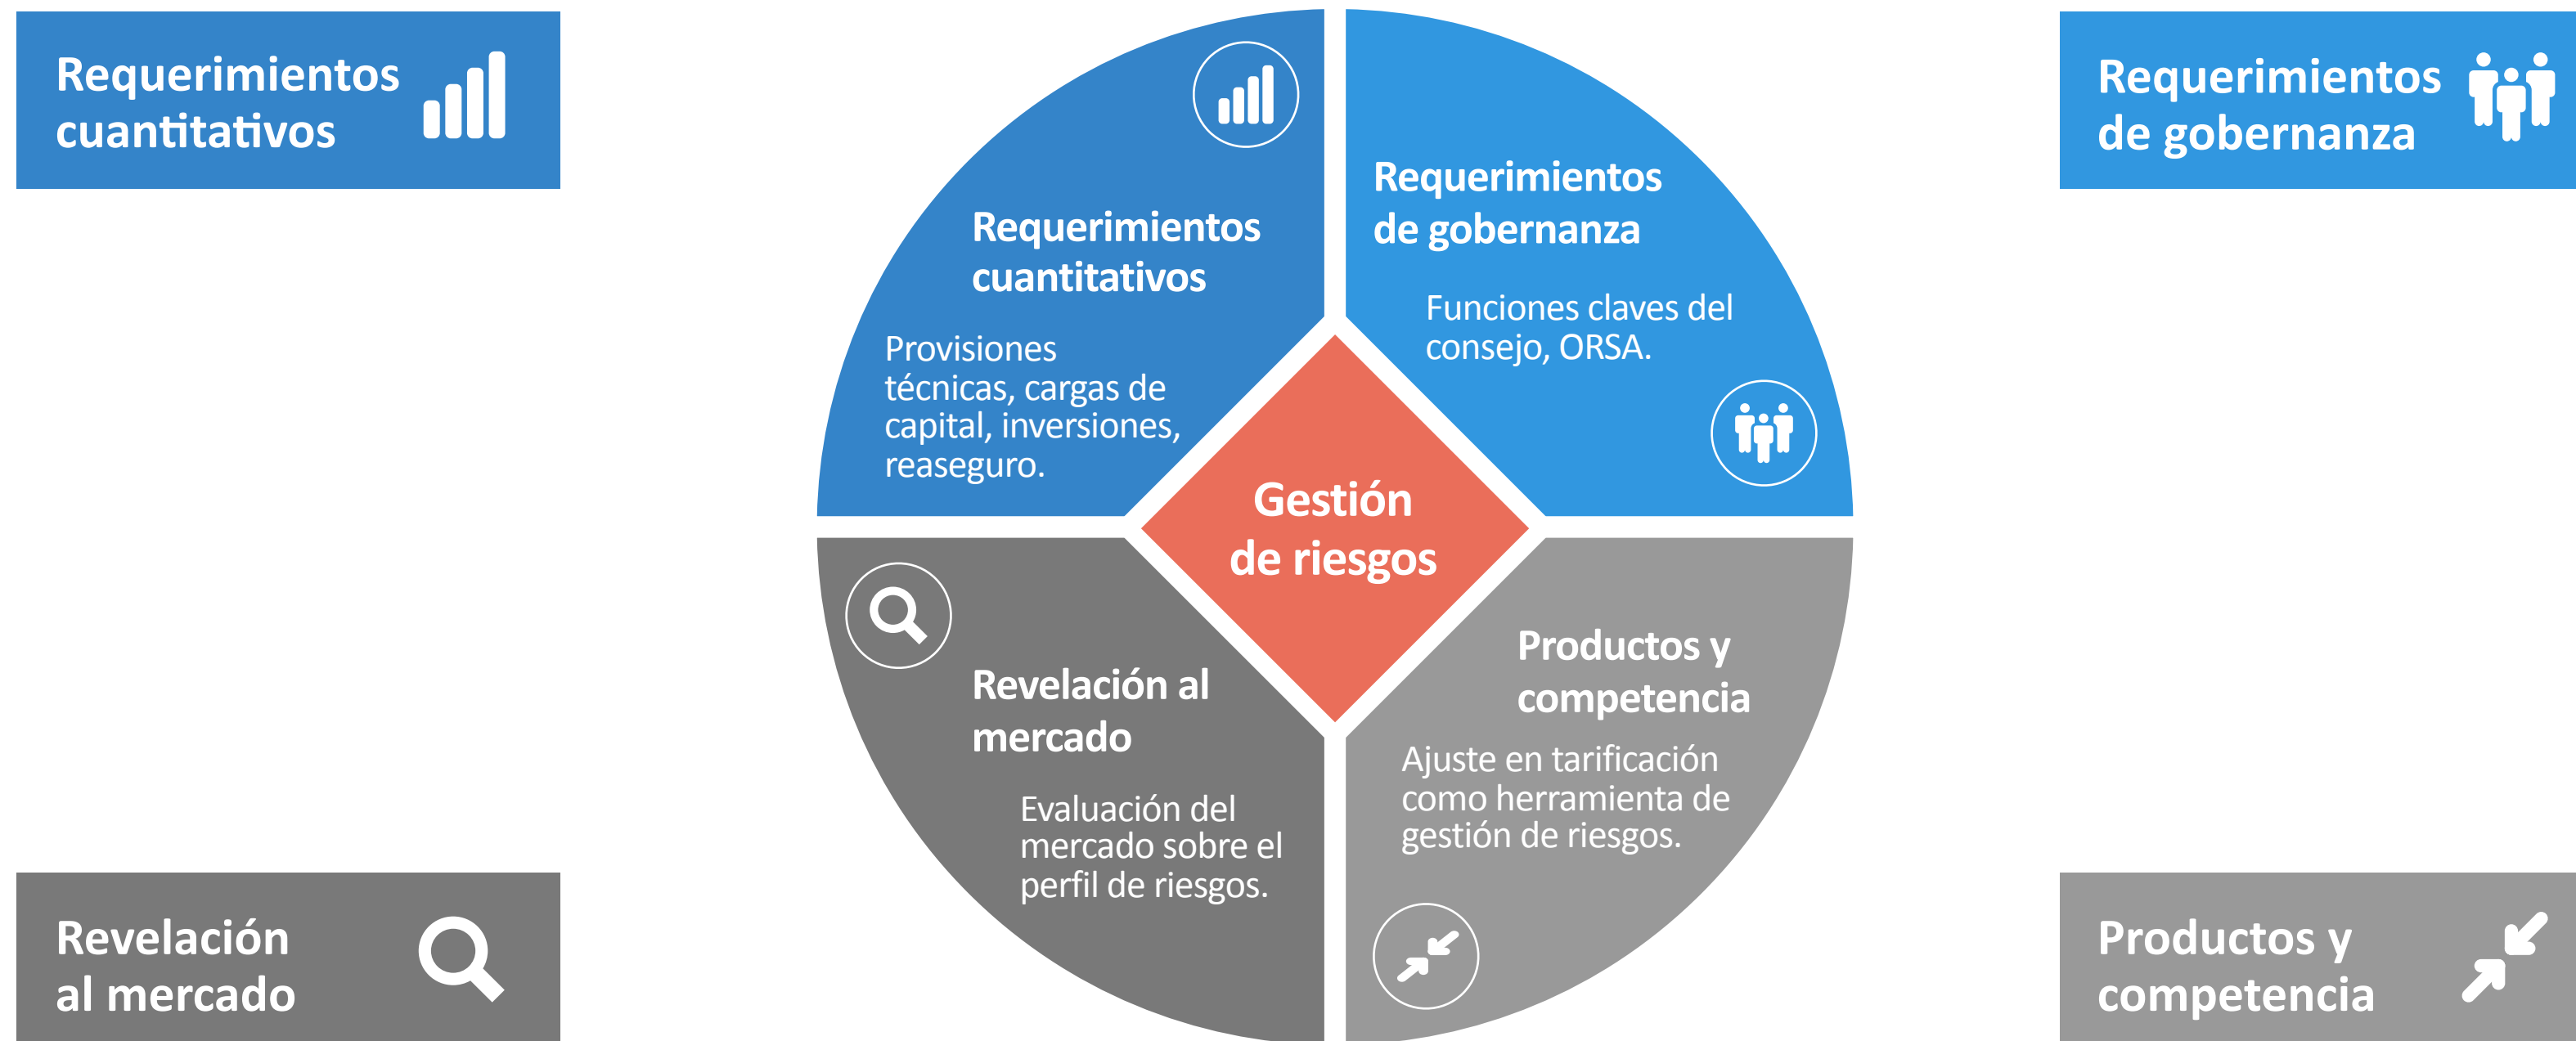 Requerimientos
cuantitativos
Requerimientos
cuantitativos
Provisiones
técnicas, cargas de
capital, inversiones,
reaseguro.
Requerimientos
de gobernanza
Funciones claves del
consejo, ORSA.
Requerimientos
de gobernanza
Gestión
de riesgos
Revelación al
mercado
Evaluación del
mercado sobre el
perfil de riesgos.
Productos y
competencia
Ajuste en tarificación
como herramienta de
gestión de riesgos.
Revelación
al mercado
Productos y
competencia